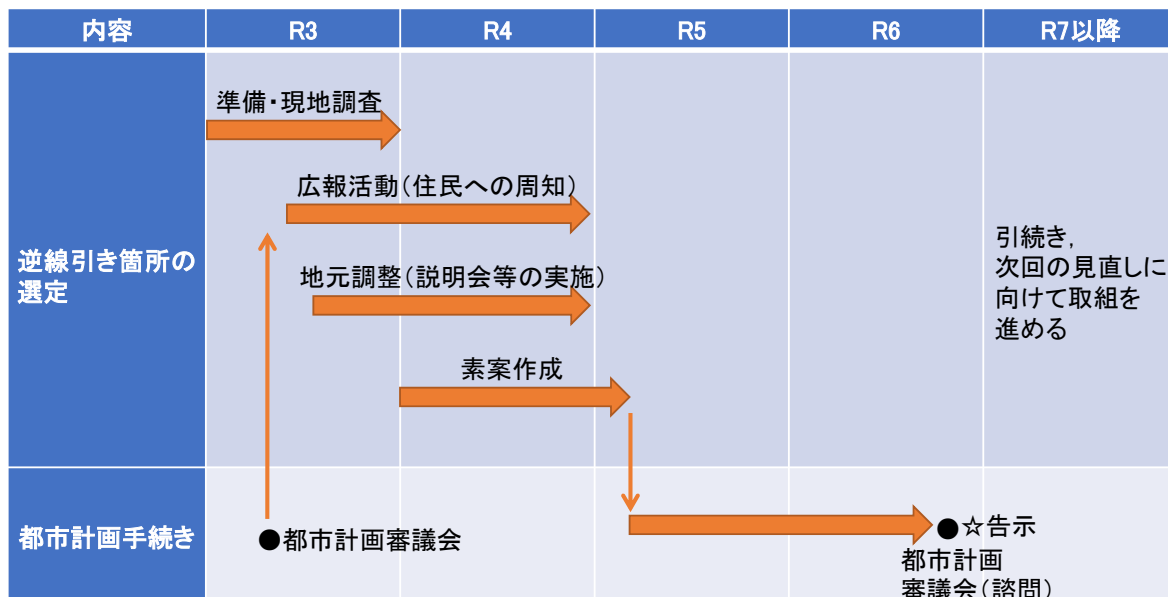 内容
R3
R4
R5
R6
R7以降
逆線引き箇所の
選定
準備・現地調査
広報活動(住民への周知)
地元調整(説明会等の実施)
素案作成
引続き,
次回の見直しに
向けて取組を
進める
都市計画手続き
●都市計画審議会
●☆告示
都市計画
審議会(諮問)